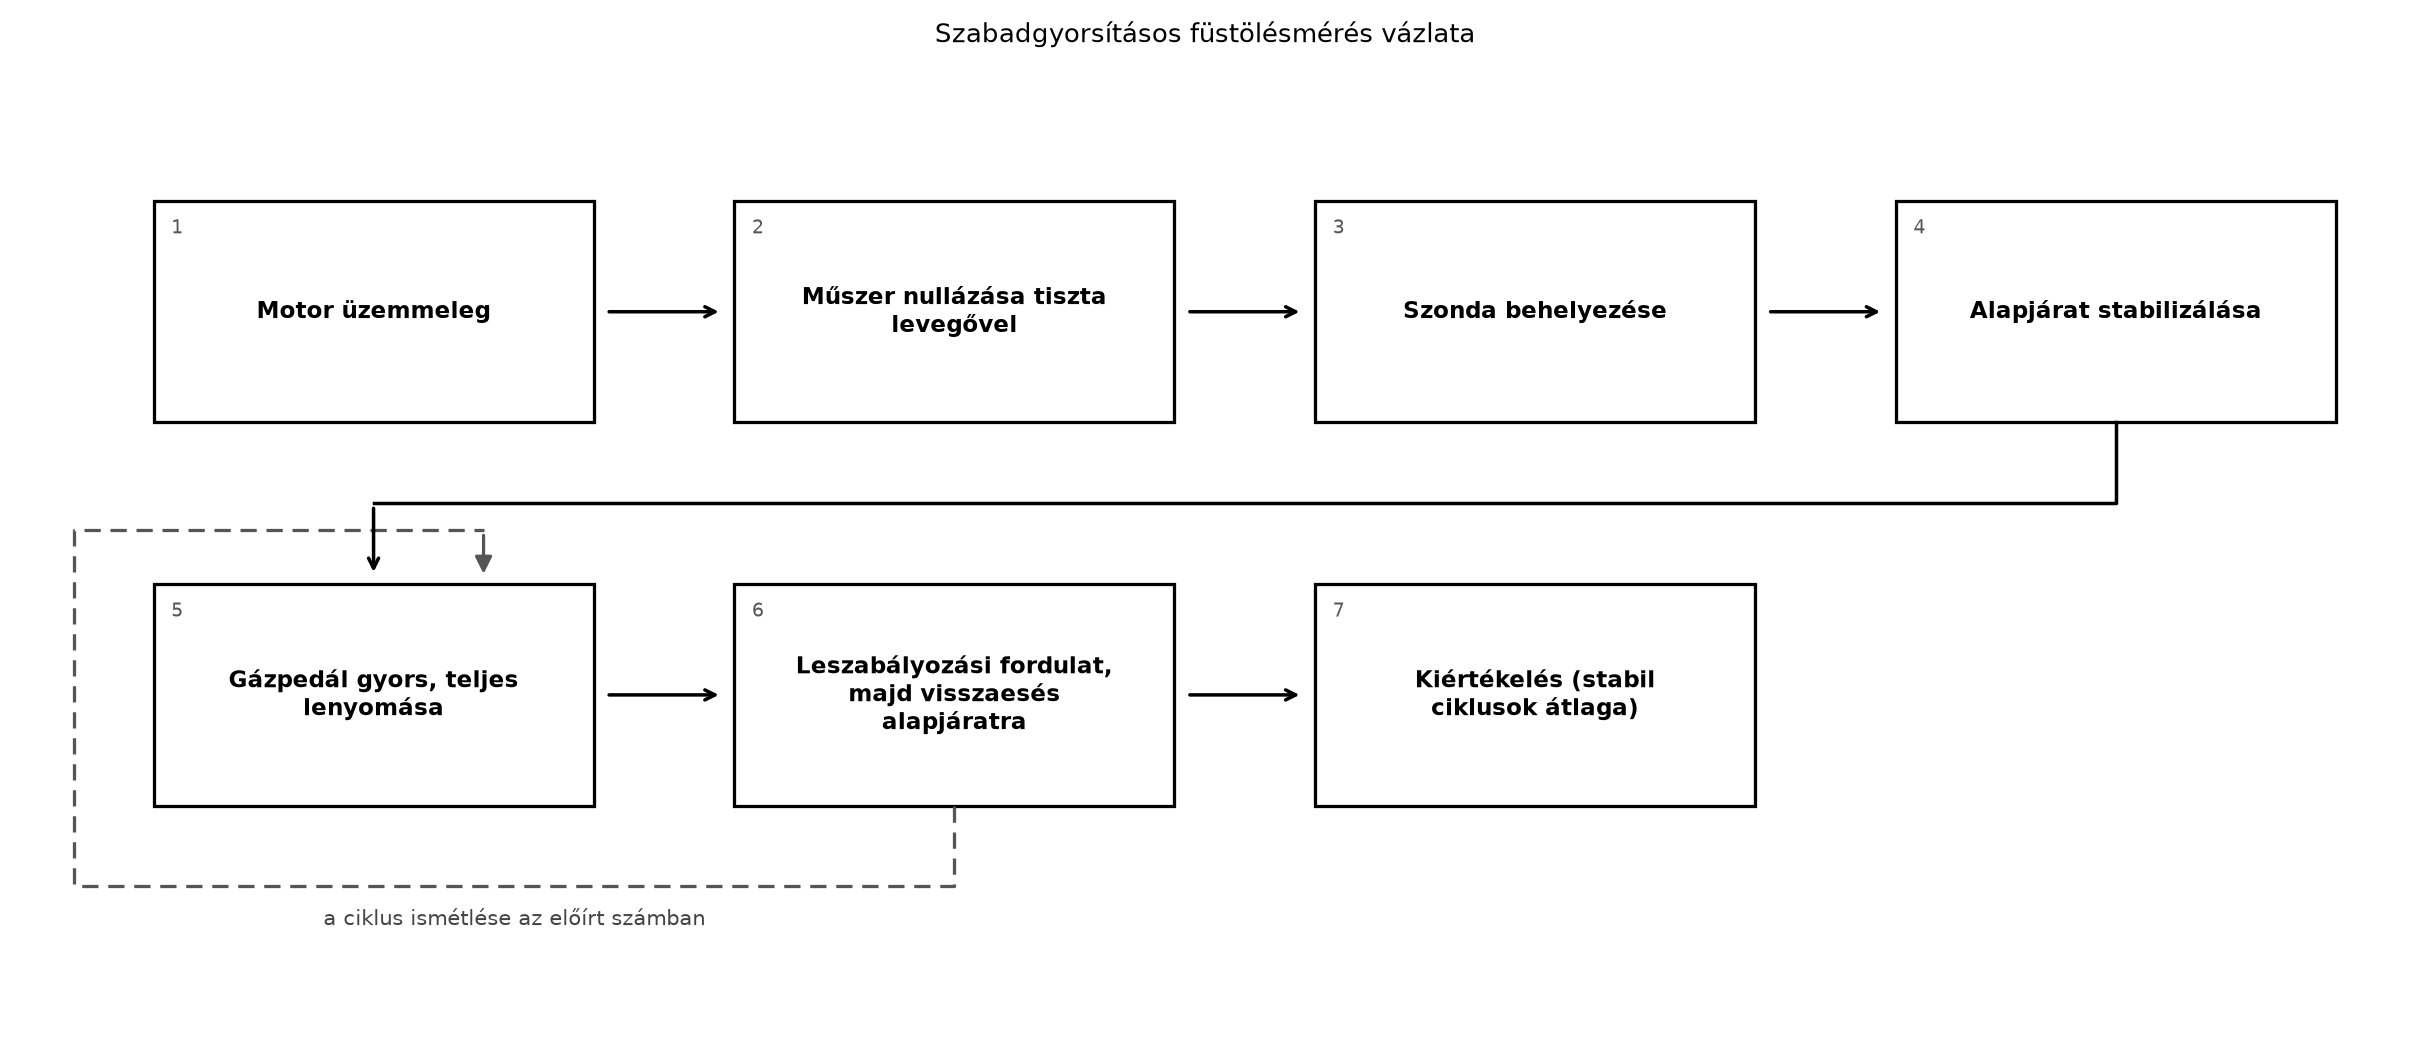 Szabadgyorsításos füstölésmérés vázlata
1
Motor üzemmeleg
2
Műszer nullázása tiszta
levegővel
3
Szonda behelyezése
4
Alapjárat stabilizálása
5
Gázpedál gyors, teljes
lenyomása
6
Leszabályozási fordulat,
majd visszaesés
alapjáratra
7
Kiértékelés (stabil
ciklusok átlaga)
a ciklus ismétlése az előírt számban